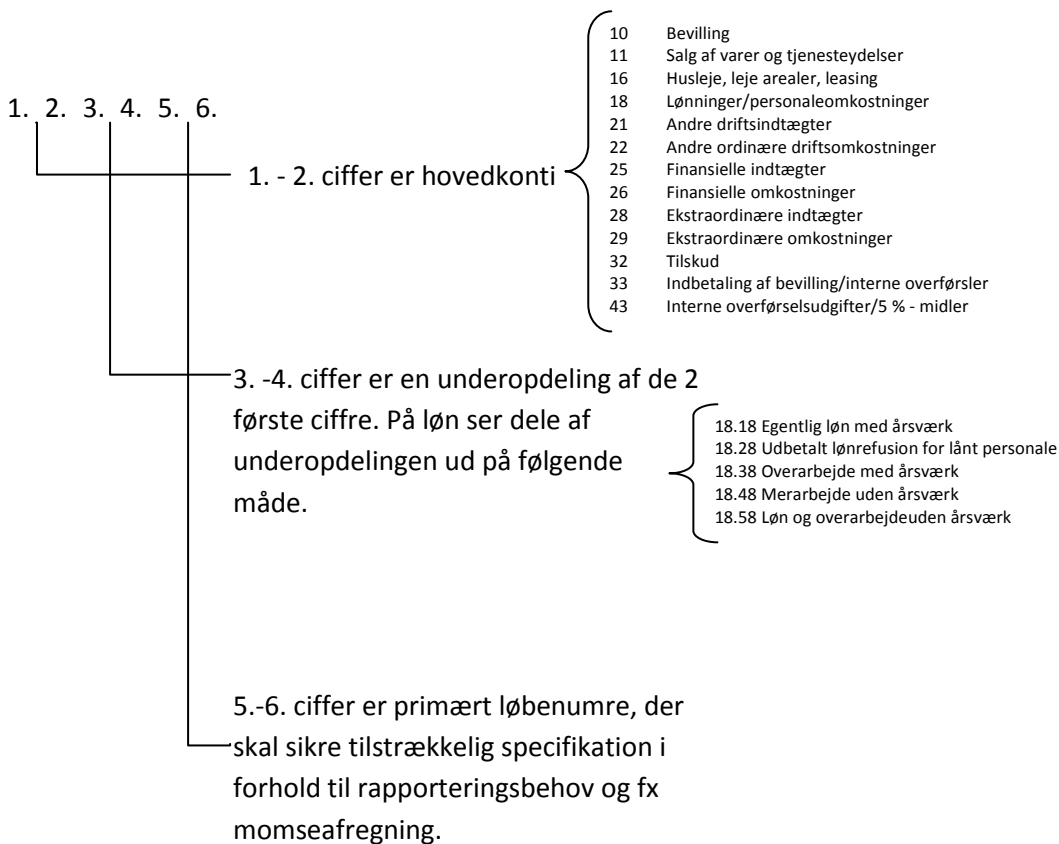 1. 2. 3. 4. 5. 6.
1. - 2. ciffer er hovedkonti
10 Bevilling
11 Salg af varer og tjenesteydelser
16 Husleje, leje arealer, leasing
18 Lønninger/personaleomkostninger
21 Andre driftsindtægter
22 Andre ordinære driftsomkostninger
25 Finansielle indtægter
26 Finansielle omkostninger
28 Ekstraordinære indtægter
29 Ekstraordinære omkostninger
32 Tilskud
33 Indbetaling af bevilling/interne overførsler
43 Interne overførselsudgifter/5 % - midler
3. -4. ciffer er en underopdeling af de 2
første ciffre. På løn ser dele af
underopdelingen ud på følgende
måde.
18.18 Egentlig løn med årsværk
18.28 Udbetalt lønrefusion for lånt personale
18.38 Overarbejde med årsværk
18.48 Merarbejde uden årsværk
18.58 Løn og overarbejdeuden årsværk
5.-6. ciffer er primært løbenumre, der
skal sikre tilstrækkelig specifikation i
forhold til rapporteringsbehov og fx
momseafregning.